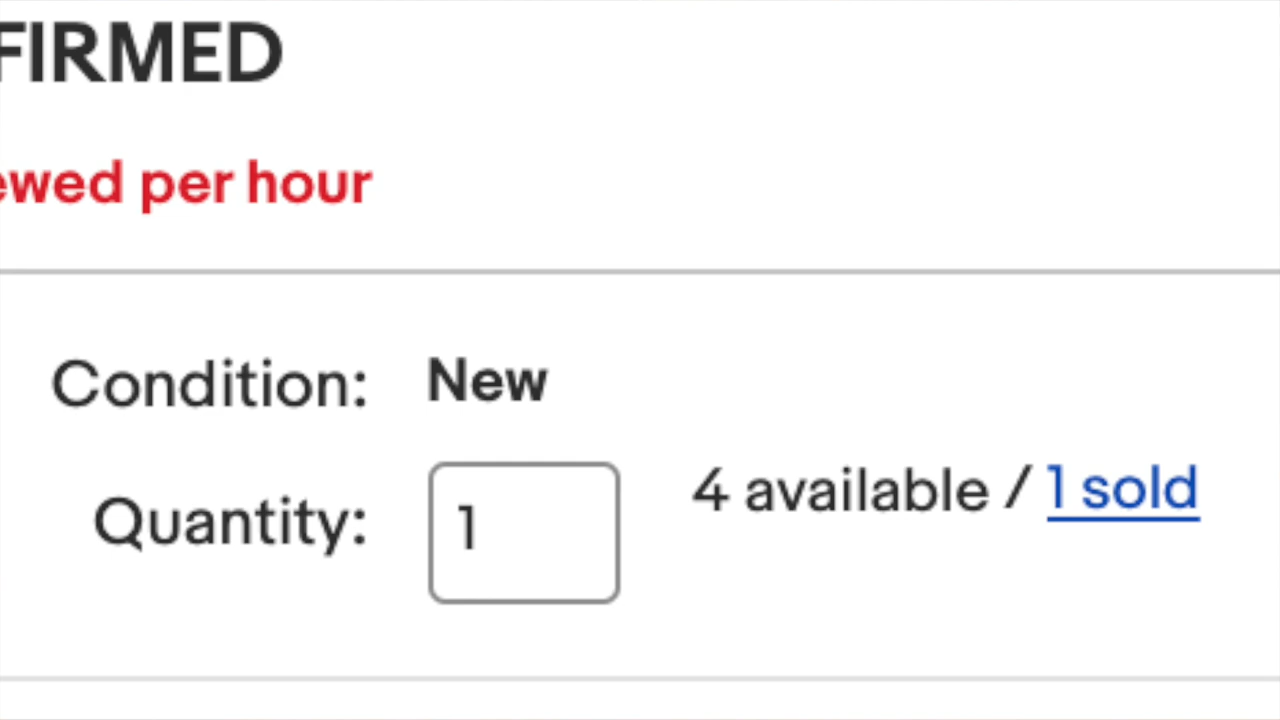 FIRMED
ewed per hour
Condition: New
Quantity: 1 4 available / 1 sold